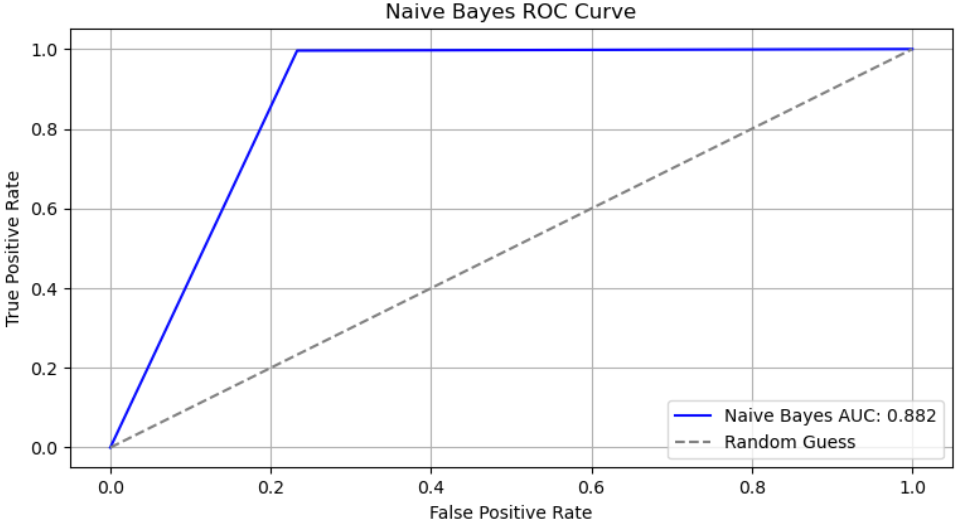 Naive Bayes ROC Curve
True Positive Rate
1.0
0.8
0.6
0.4
0.2
0.0
Naive Bayes AUC: 0.882
Random Guess
0.0 0.2 0.4 0.6 0.8 1.0
False Positive Rate